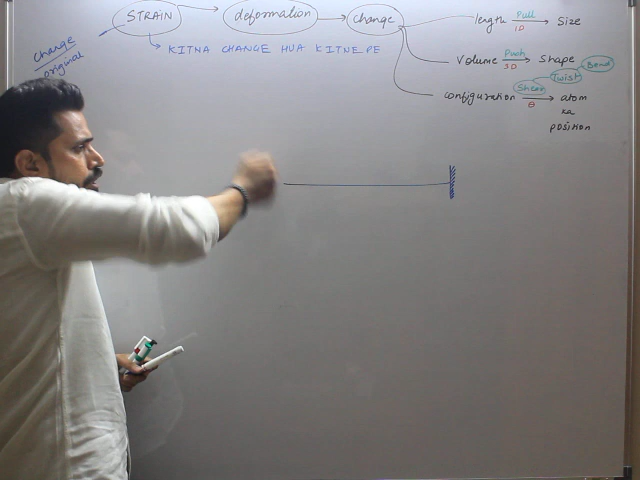 STRAIN → deformation → change
length Pull 1D → Size
change
original
KITNA CHANGE HUA KITNE PE
Volume Push 3D → Shape Bend
Twist
Shear
configuration θ → atom
ka
position